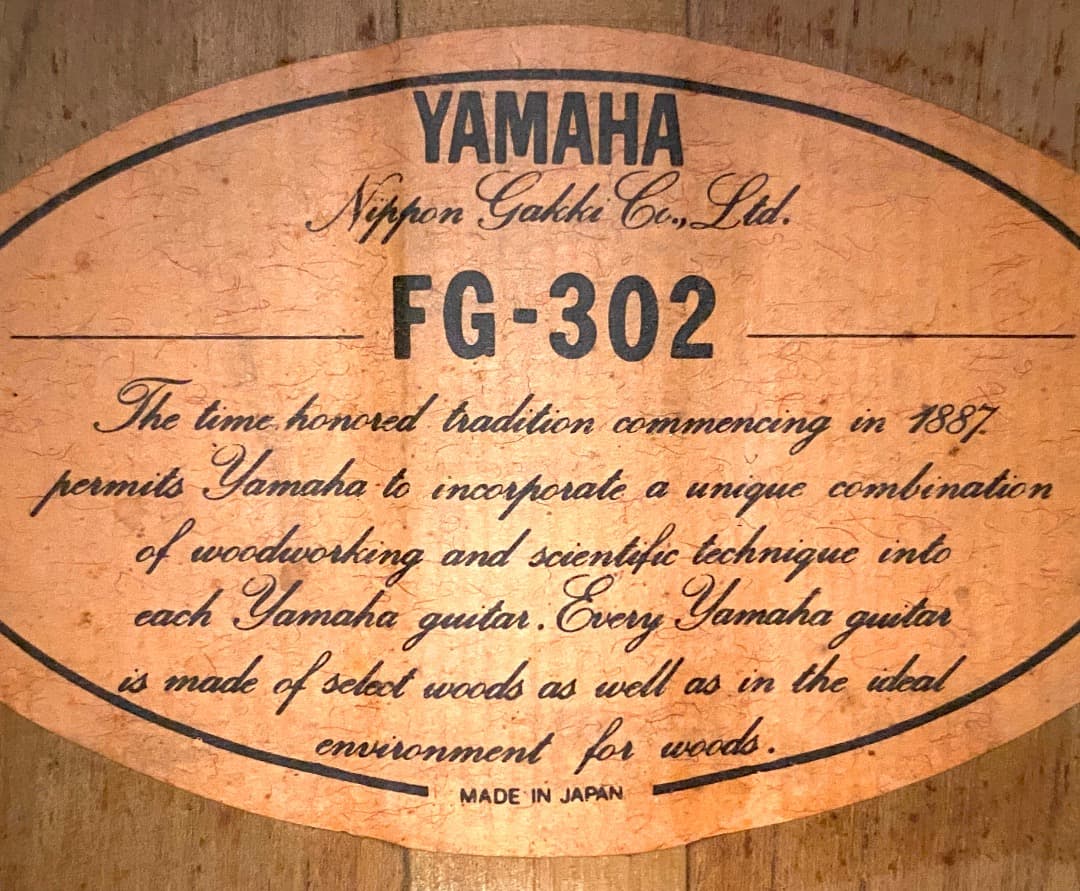 YAMAHA
Nippon Gakki Co., Ltd.
FG-302
The time honored tradition commencing in 1887
permits Yamaha to incorporate a unique combination
of woodworking and scientific technique into
each Yamaha guitar. Every Yamaha guitar
is made of select woods as well as in the ideal
environment for woods.
MADE IN JAPAN